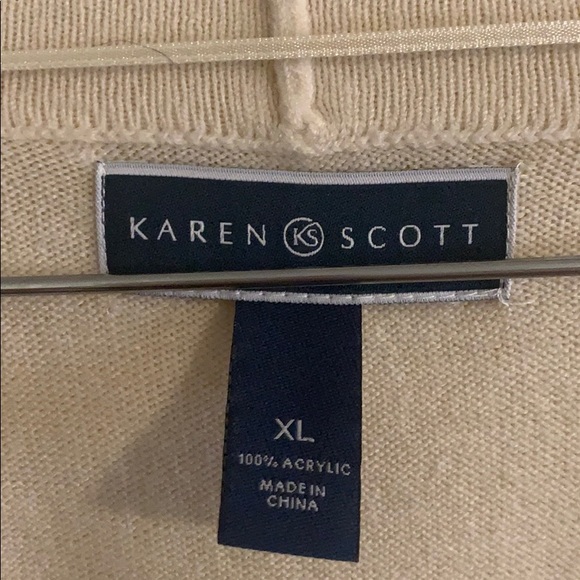 KAREN KS SCOTT
XL
100% ACRYLIC
MADE IN
CHINA